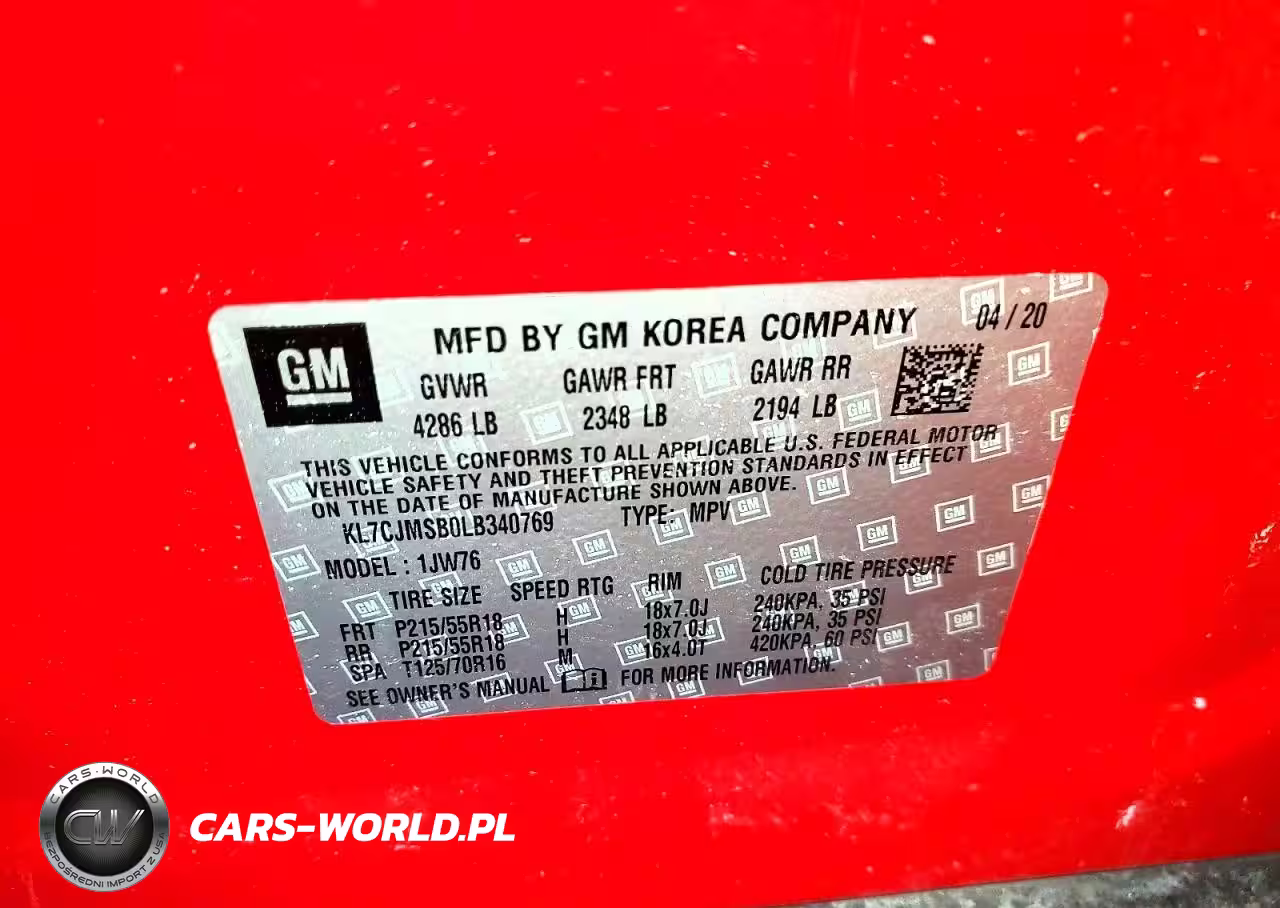 GM
MFD BY GM KOREA COMPANY 04 / 20
GVWR GAWR FRT GAWR RR
4286 LB 2348 LB 2194 LB
THIS VEHICLE CONFORMS TO ALL APPLICABLE U.S. FEDERAL MOTOR
VEHICLE SAFETY AND THEFT PREVENTION STANDARDS IN EFFECT
ON THE DATE OF MANUFACTURE SHOWN ABOVE.
KL7CJMSB0LB340769 TYPE: MPV
MODEL : 1JW76
TIRE SIZE SPEED RTG RIM COLD TIRE PRESSURE
FRT P215/55R18 H 18x7.0J 240KPA, 35 PSI
RR P215/55R18 H 18x7.0J 240KPA, 35 PSI
SPA T125/70R16 M 16x4.0T 420KPA, 60 PSI
SEE OWNER'S MANUAL i FOR MORE INFORMATION.
CARS-WORLD
CW
BEZPOŚREDNI IMPORT Z USA
CARS-WORLD.PL